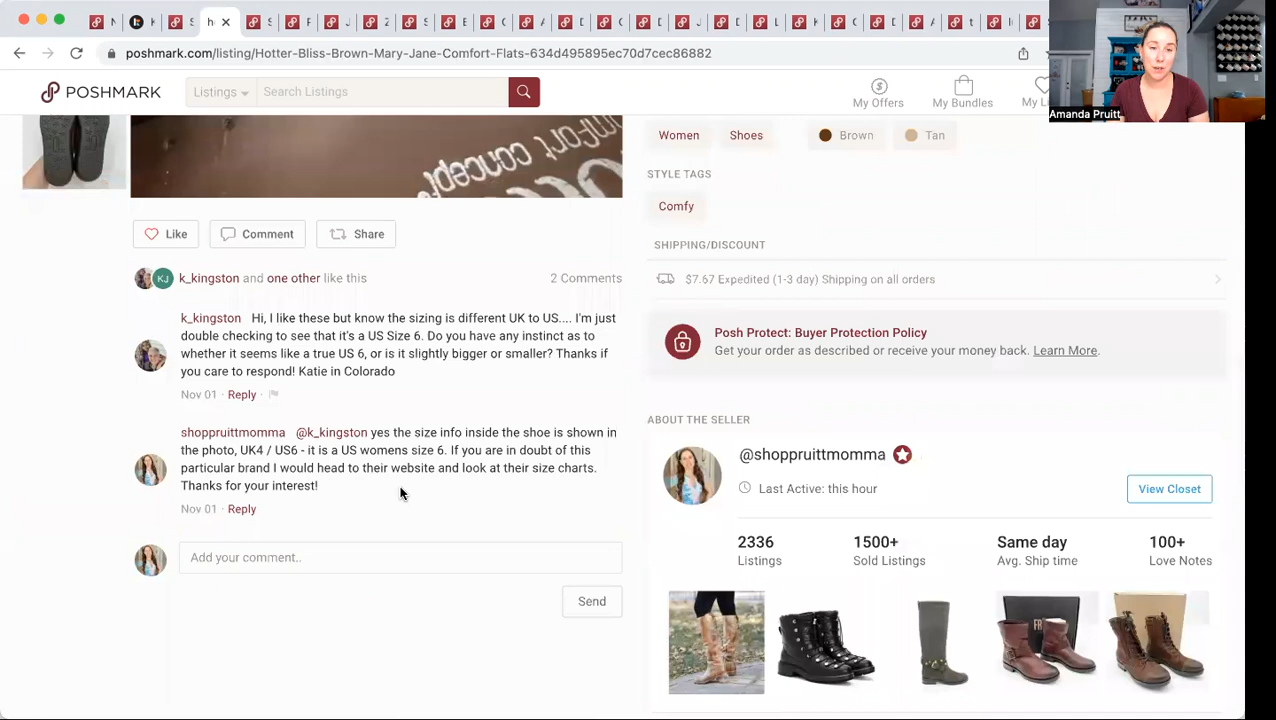 poshmark.com/listing/Hotter-Bliss-Brown-Mary-Jane-Comfort-Flats-634d495895ec70d7cec86882
POSHMARK
Listings
Search Listings
My Offers
My Bundles
Amanda Pruitt
comfort concept
Women
Shoes
Brown
Tan
STYLE TAGS
Comfy
Like
Comment
Share
SHIPPING/DISCOUNT
$7.67 Expedited (1-3 day) Shipping on all orders
KJ
k_kingston and one other like this
2 Comments
k_kingston Hi, I like these but know the sizing is different UK to US.... I'm just
double checking to see that it's a US Size 6. Do you have any instinct as to
whether it seems like a true US 6, or is it slightly bigger or smaller? Thanks if
you care to respond! Katie in Colorado
Nov 01 · Reply ·
shoppruittmomma @k_kingston yes the size info inside the shoe is shown in
the photo, UK4 / US6 - it is a US womens size 6. If you are in doubt of this
particular brand I would head to their website and look at their size charts.
Thanks for your interest!
Nov 01 · Reply
Add your comment..
Send
Posh Protect: Buyer Protection Policy
Get your order as described or receive your money back. Learn More.
ABOUT THE SELLER
@shoppruittmomma
Last Active: this hour
View Closet
2336
Listings
1500+
Sold Listings
Same day
Avg. Ship time
100+
Love Notes